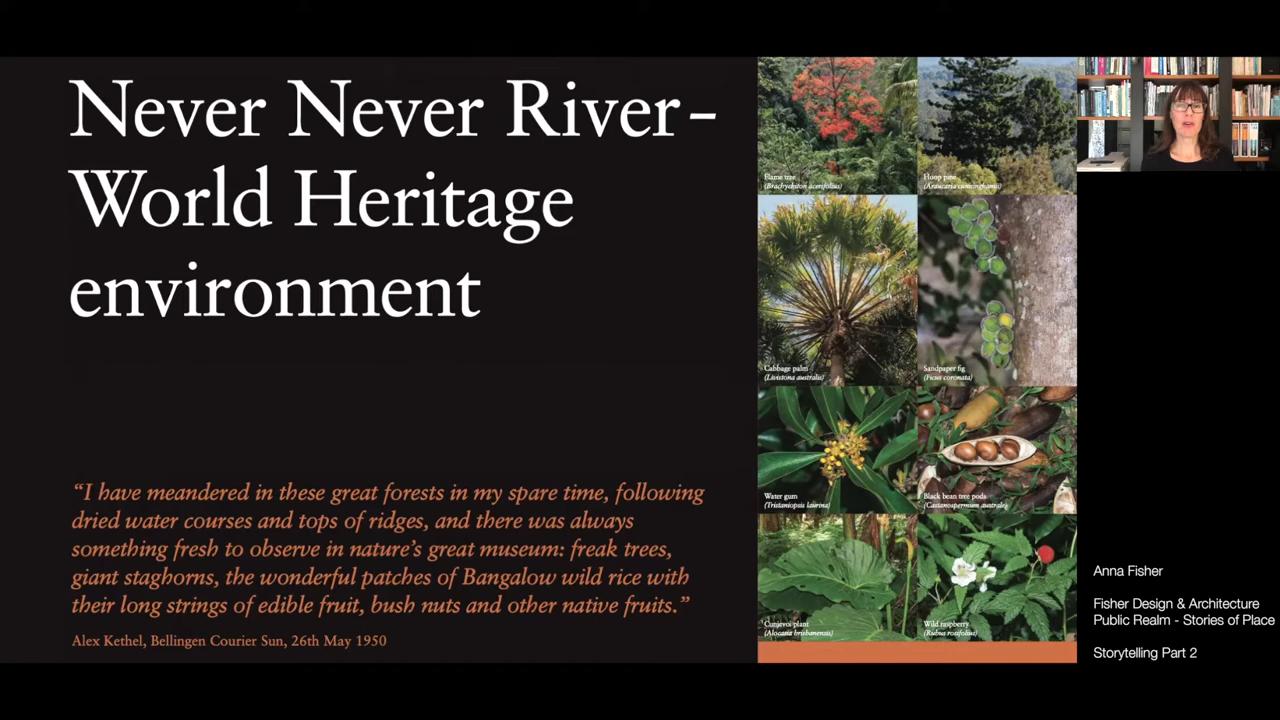 Never Never River–
World Heritage
environment
“I have meandered in these great forests in my spare time, following
dried water courses and tops of ridges, and there was always
something fresh to observe in nature’s great museum: freak trees,
giant staghorns, the wonderful patches of Bangalow wild rice with
their long strings of edible fruit, bush nuts and other native fruits.”
Alex Kethel, Bellingen Courier Sun, 26th May 1950
Flame tree
(Brachychiton acerifolius)
Hoop pine
(Araucaria cunninghamii)
Cabbage palm
(Livistona australis)
Sandpaper fig
(Ficus coronata)
Water gum
(Tristaniopsis laurina)
Black bean tree pods
(Castanospermum australe)
Cunjevoi plant
(Alocasia brisbanensis)
Wild raspberry
(Rubus rosifolius)
Anna Fisher
Fisher Design & Architecture
Public Realm - Stories of Place
Storytelling Part 2